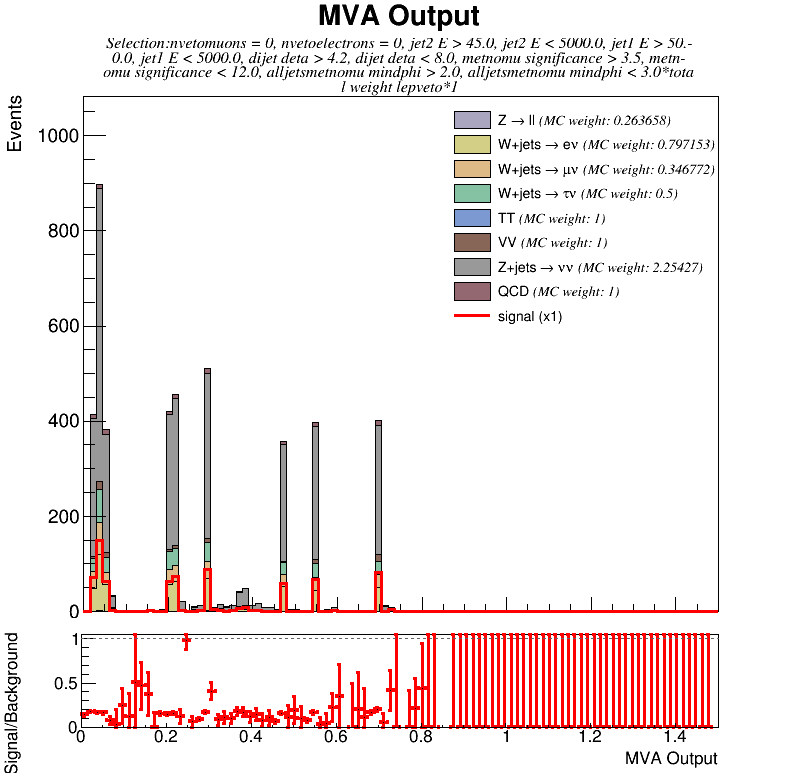 MVA Output
Selection:nvetomuons = 0, nvetoelectrons = 0, jet2 E > 45.0, jet2 E < 5000.0, jet1 E > 50.-
0.0, jet1 E < 5000.0, dijet deta > 4.2, dijet deta < 8.0, metnomu significance > 3.5, metn-
omu significance < 12.0, alljetsmetnomu mindphi > 2.0, alljetsmetnomu mindphi < 3.0*tota
l weight lepveto*1
Events
1000
800
600
400
200
0
Z → ll (MC weight: 0.263658)
W+jets → eν (MC weight: 0.797153)
W+jets → μν (MC weight: 0.346772)
W+jets → τν (MC weight: 0.5)
TT (MC weight: 1)
VV (MC weight: 1)
Z+jets → νν (MC weight: 2.25427)
QCD (MC weight: 1)
signal (x1)
Signal/Background
1
0.5
0
0 0.2 0.4 0.6 0.8 1 1.2 1.4
MVA Output